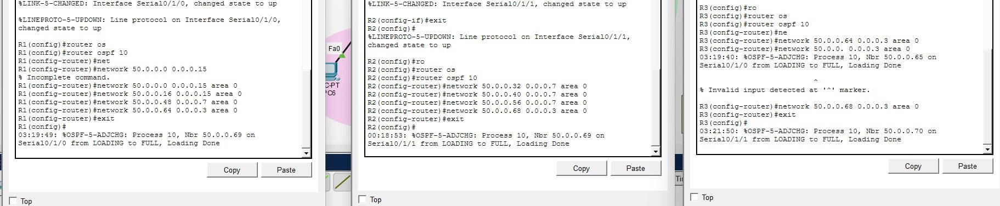 %LINK-5-CHANGED: Interface Serial0/1/0, changed state to up
%LINEPROTO-5-UPDOWN: Line protocol on Interface Serial0/1/0,
changed state to up
R1(config)#router os
R1(config)#router ospf 10
R1(config-router)#net
R1(config-router)#network 50.0.0.0 0.0.0.15
% Incomplete command.
R1(config-router)#network 50.0.0.0 0.0.0.15 area 0
R1(config-router)#network 50.0.0.16 0.0.0.15 area 0
R1(config-router)#network 50.0.0.48 0.0.0.7 area 0
R1(config-router)#network 50.0.0.64 0.0.0.3 area 0
R1(config-router)#exit
R1(config)#
03:19:49: %OSPF-5-ADJCHG: Process 10, Nbr 50.0.0.69 on
Serial0/1/0 from LOADING to FULL, Loading Done
Copy
Paste
Top
Fa0
C-PT
C6
%LINK-5-CHANGED: Interface Serial0/1/1, changed state to up
R2(config-if)#exit
R2(config)#
%LINEPROTO-5-UPDOWN: Line protocol on Interface Serial0/1/1,
changed state to up
R2(config)#ro
R2(config)#router os
R2(config)#router ospf 10
R2(config-router)#network 50.0.0.32 0.0.0.7 area 0
R2(config-router)#network 50.0.0.40 0.0.0.7 area 0
R2(config-router)#network 50.0.0.56 0.0.0.7 area 0
R2(config-router)#network 50.0.0.68 0.0.0.3 area 0
R2(config-router)#exit
R2(config)#
00:18:53: %OSPF-5-ADJCHG: Process 10, Nbr 50.0.0.69 on
Serial0/1/1 from LOADING to FULL, Loading Done
Copy
Paste
Top
Ti
R3(config)#ro
R3(config)#router os
R3(config)#router ospf 10
R3(config-router)#ne
R3(config-router)#network 50.0.0.64 0.0.0.3 area 0
R3(config-router)#network 50.0.0. 0.0.0.3 area 0
03:19:40: %OSPF-5-ADJCHG: Process 10, Nbr 50.0.0.65 on
Serial0/1/0 from LOADING to FULL, Loading Done
^
% Invalid input detected at '^' marker.
R3(config-router)#network 50.0.0.68 0.0.0.3 area 0
R3(config-router)#exit
R3(config)#
03:21:50: %OSPF-5-ADJCHG: Process 10, Nbr 50.0.0.70 on
Serial0/1/1 from LOADING to FULL, Loading Done
Copy
Paste
Top